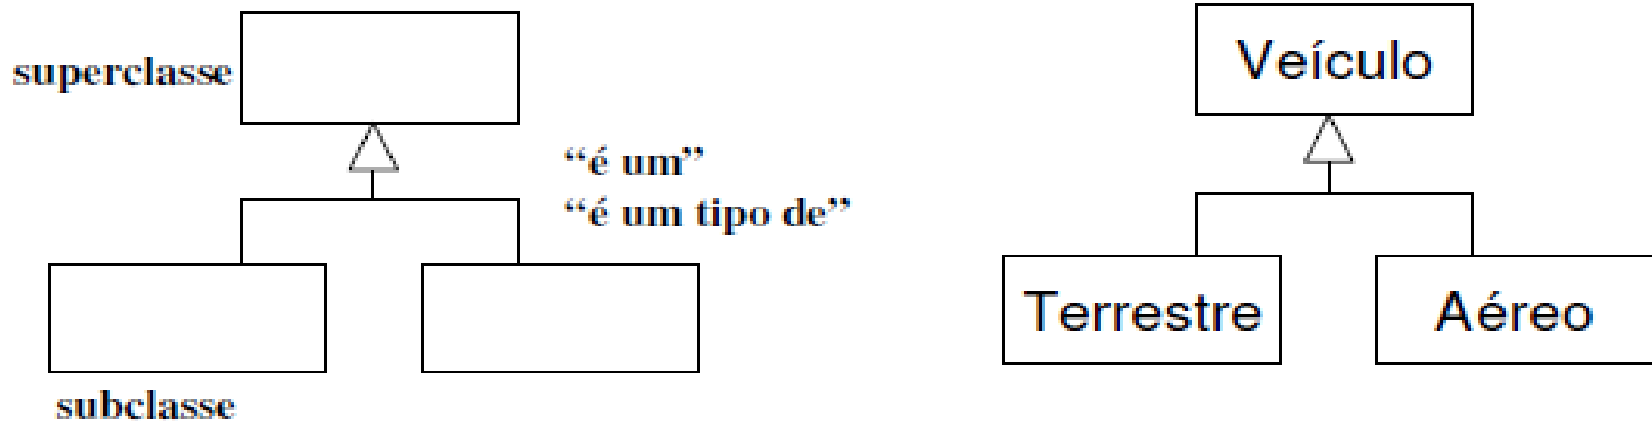 superclasse
“é um”
“é um tipo de”
subclasse
Veículo
Terrestre
Aéreo